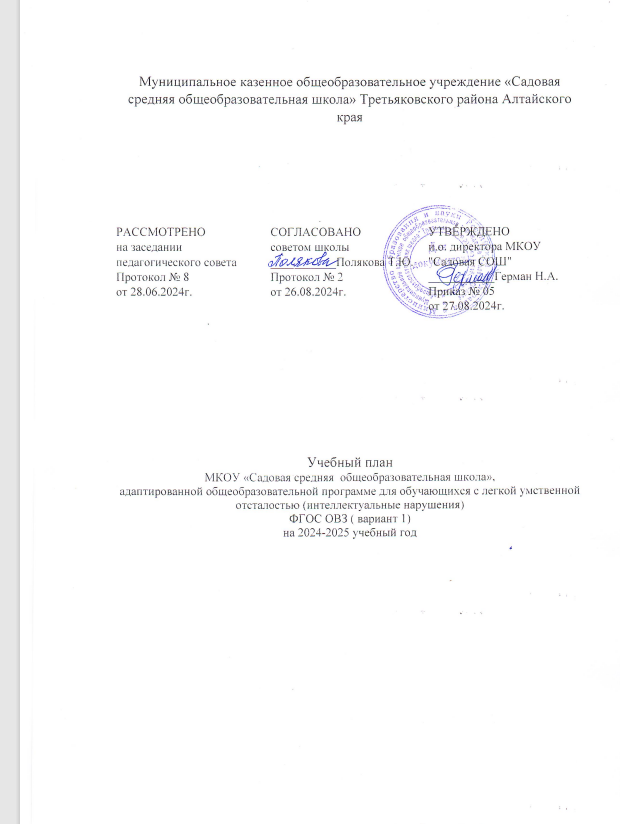 Муниципальное казенное общеобразовательное учреждение «Садовая
средняя общеобразовательная школа» Третьяковского района Алтайского
края
РАССМОТРЕНО
на заседании
педагогического совета
Протокол № 8
от 28.06.2024г.
СОГЛАСОВАНО
советом школы
Полякова Полякова Т.Ю.
Протокол № 2
от 26.08.2024г.
УТВЕРЖДЕНО
и.о. директора МКОУ
"Садовая СОШ"
Герман Н.А.
Приказ № 05
от 27.08.2024г.
Учебный план
МКОУ «Садовая средняя общеобразовательная школа»,
адаптированной общеобразовательной программе для обучающихся с легкой умственной
отсталостью (интеллектуальные нарушения)
ФГОС ОВЗ ( вариант 1)
на 2024-2025 учебный год